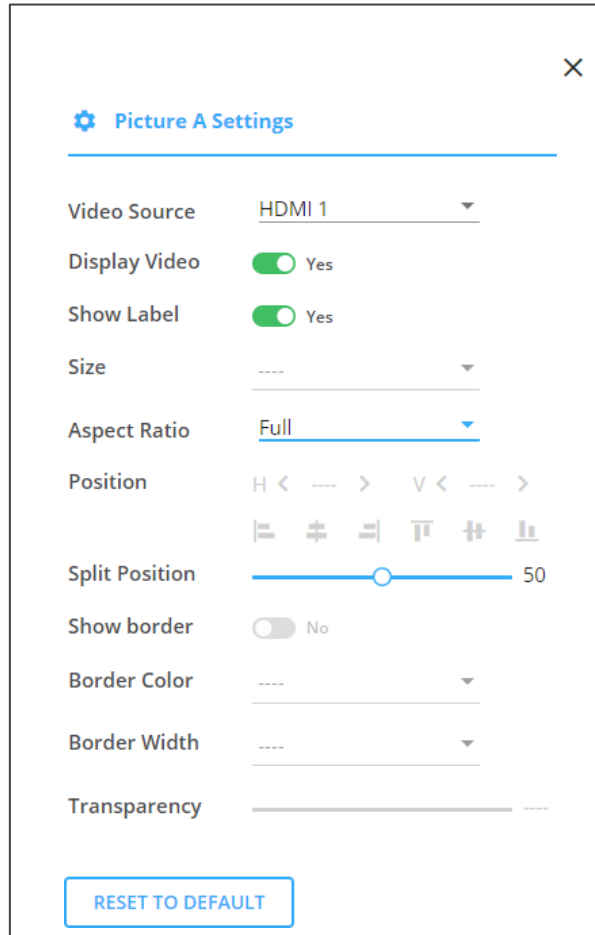 Picture A Settings
Video Source HDMI 1
Display Video Yes
Show Label Yes
Size ----
Aspect Ratio Full
Position H < ---- > V < ---- >
Split Position 50
Show border No
Border Color ----
Border Width ----
Transparency ----
RESET TO DEFAULT